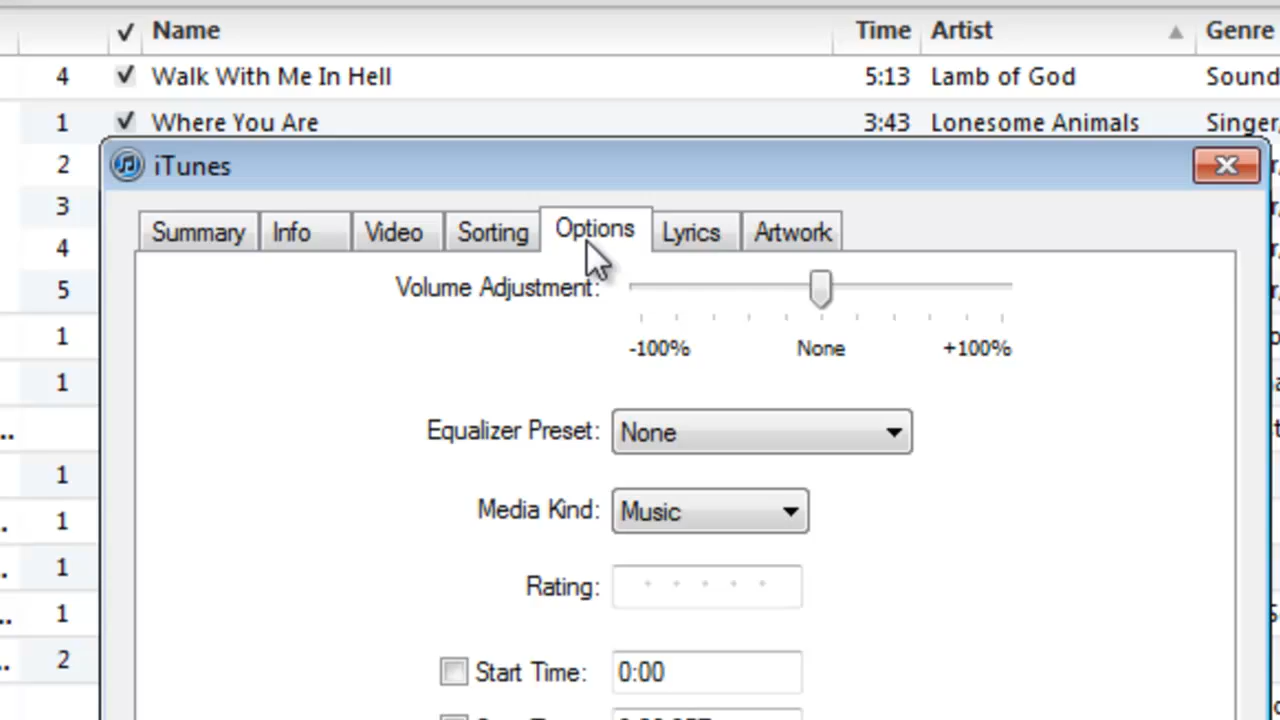 ✓ Name Time Artist Genre
4 ✓ Walk With Me In Hell 5:13 Lamb of God Sound
1 ✓ Where You Are 3:43 Lonesome Animals Singer/
2
iTunes
3
Summary Info Video Sorting Options Lyrics Artwork
4
5
Volume Adjustment:
1
-100% None +100%
1
..
Equalizer Preset: None
1
Media Kind: Music
. 1
. 1
Rating:
.. 1
.. 2
Start Time: 0:00